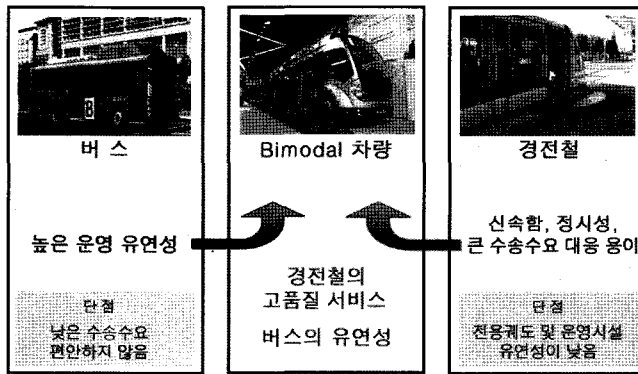 버 스
높은 운영 유연성
단점
낮은 수송수요
편안하지 않음
Bimodal 차량
경전철의
고품질 서비스
버스의 유연성
경전철
신속함, 정시성,
큰 수송수요 대응 용이
단점
전용궤도 및 운영시설
유연성이 낮음